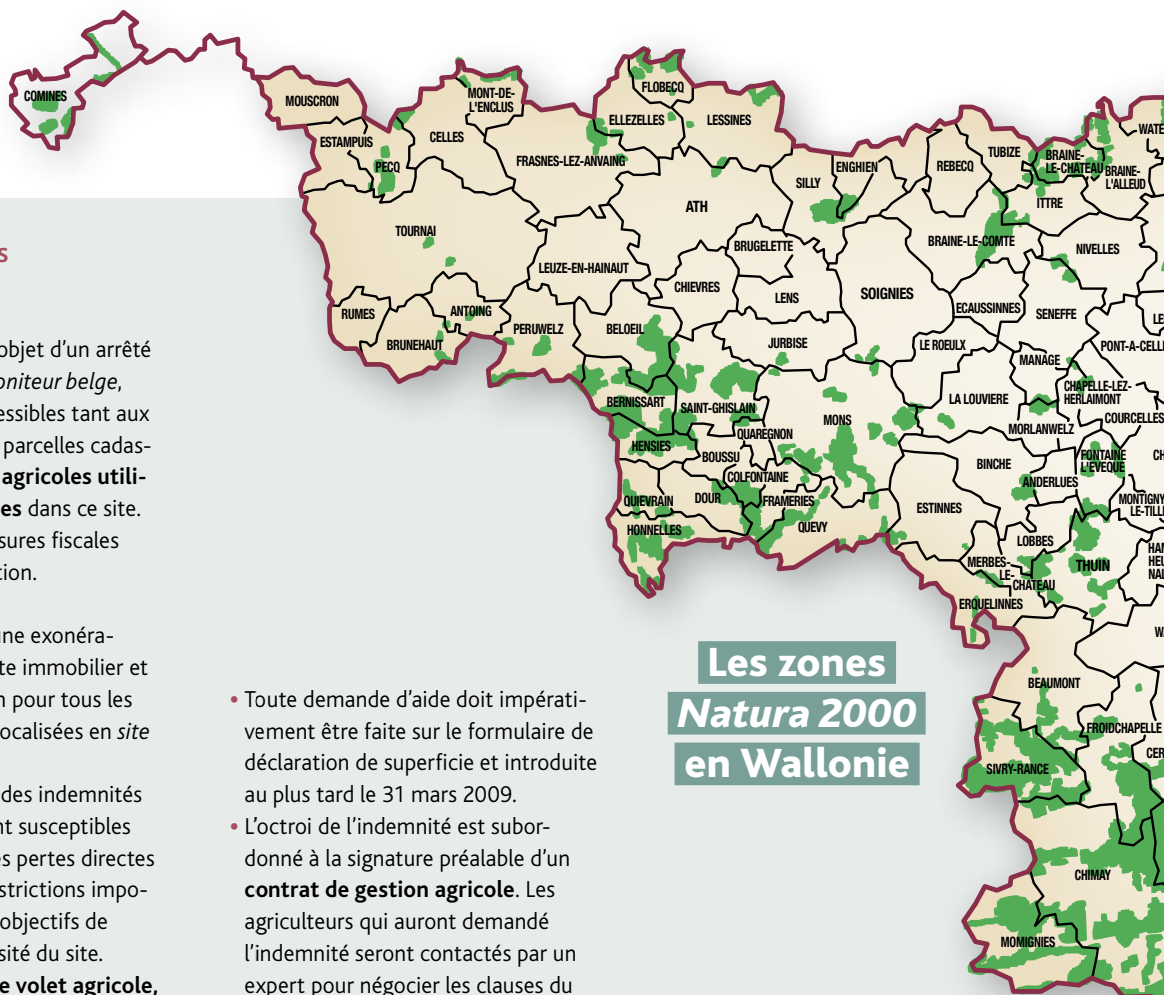 COMINES
MOUSCRON
MONT-DE-
L'ENCLUS
FLOBECQ
ESTAMPUIS
PECQ
CELLES
ELLEZELLES
LESSINES
FRASNES-LEZ-ANVAING
ATH
SILLY
ENGHIEN
REBECQ
TUBIZE
BRAINE-
LE-CHATEAU
BRAINE-
L'ALLEUD
ITTRE
TOURNAI
LEUZE-EN-HAINAUT
BRUGELETTE
BRAINE-LE-COMTE
NIVELLES
CHIEVRES
LENS
SOIGNIES
ECAUSSINNES
SENEFFE
RUMES
ANTOING
BRUNEHAUT
PERUWELZ
BELOEIL
JURBISE
LE ROEULX
MANAGE
PONT-A-CELLE
CHAPELLE-LEZ-
HERLAIMONT
COURCELLES
BERNISSART
SAINT-GHISLAIN
MONS
LA LOUVIERE
MORLANWELZ
HENSIES
QUAREGNON
BOUSSU
COLFONTAINE
BINCHE
FONTAINE
L'EVEQUE
ANDERLUES
QUIEVRAIN
DOUR
FRAMERIES
ESTINNES
MONTIGNY
LE-TILL
HONNELLES
QUEVY
LOBBES
MERBES-
LE-
CHATEAU
THUIN
HAM
HEU
NAL
ERQUELINNES
BEAUMONT
FROIDCHAPELLE
CER
SIVRY-RANCE
CHIMAY
MOMIGNIES
s
objet d'un arrêté
oniteur belge,
essibles tant aux
parcelles cadas-
agricoles utili-
es dans ce site.
sures fiscales
tion.
une exonéra-
te immobilier et
n pour tous les
ocalisées en site
des indemnités
nt susceptibles
es pertes directes
strictions impo-
objectifs de
sité du site.
e volet agricole,
• Toute demande d'aide doit impérati-
vement être faite sur le formulaire de
déclaration de superficie et introduite
au plus tard le 31 mars 2009.
• L'octroi de l'indemnité est subor-
donné à la signature préalable d'un
contrat de gestion agricole. Les
agriculteurs qui auront demandé
l'indemnité seront contactés par un
expert pour négocier les clauses du
Les zones
Natura 2000
en Wallonie